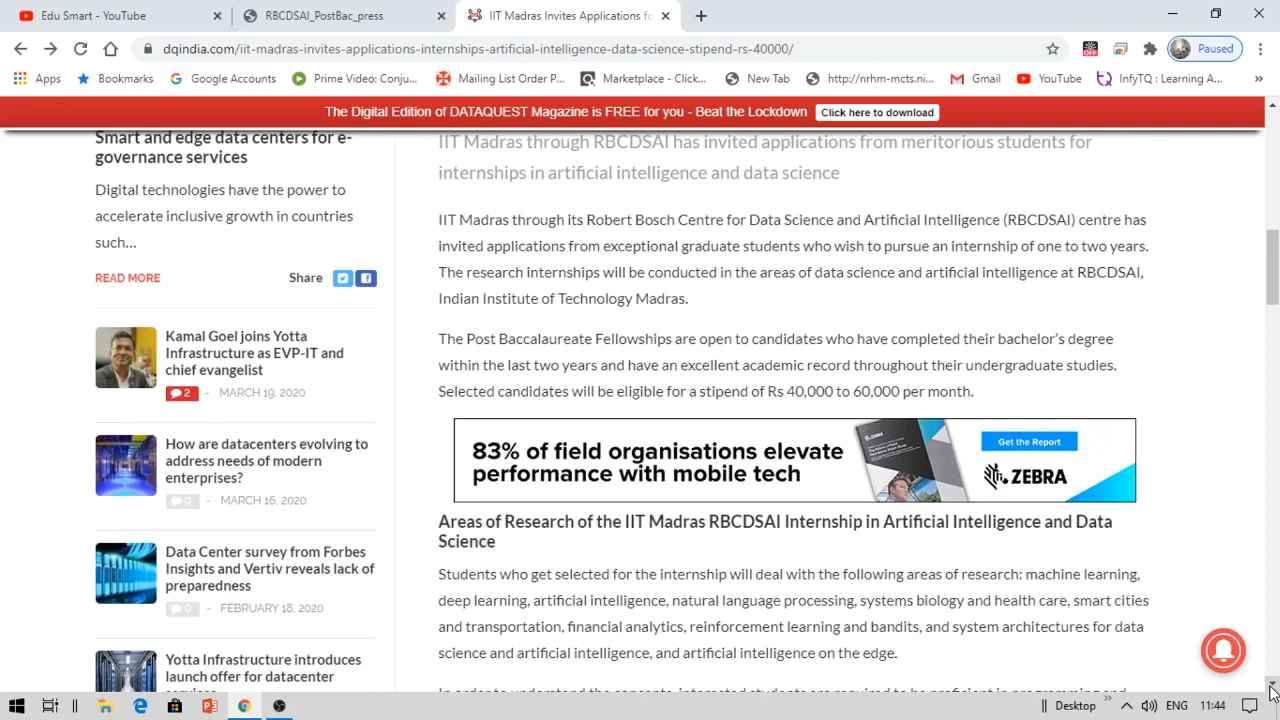 Edu Smart - YouTube
RBCDSAI_PostBac_press
IIT Madras Invites Applications fo
dqindia.com/iit-madras-invites-applications-internships-artificial-intelligence-data-science-stipend-rs-40000/
OFF
Paused
Apps
Bookmarks
Google Accounts
Prime Video: Conju...
Mailing List Order P...
Marketplace - Click...
New Tab
http://nrhm-mcts.ni...
Gmail
YouTube
InfyTQ : Learning A...
»
The Digital Edition of DATAQUEST Magazine is FREE for you - Beat the Lockdown
Click here to download
Smart and edge data centers for e-
governance services
Digital technologies have the power to
accelerate inclusive growth in countries
such...
READ MORE
Share
Kamal Goel joins Yotta
Infrastructure as EVP-IT and
chief evangelist
2 - MARCH 19, 2020
How are datacenters evolving to
address needs of modern
enterprises?
0 - MARCH 16, 2020
Data Center survey from Forbes
Insights and Vertiv reveals lack of
preparedness
0 - FEBRUARY 18, 2020
Yotta Infrastructure introduces
launch offer for datacenter
IIT Madras through RBCDSAI has invited applications from meritorious students for
internships in artificial intelligence and data science
IIT Madras through its Robert Bosch Centre for Data Science and Artificial Intelligence (RBCDSAI) centre has
invited applications from exceptional graduate students who wish to pursue an internship of one to two years.
The research internships will be conducted in the areas of data science and artificial intelligence at RBCDSAI,
Indian Institute of Technology Madras.
The Post Baccalaureate Fellowships are open to candidates who have completed their bachelor's degree
within the last two years and have an excellent academic record throughout their undergraduate studies.
Selected candidates will be eligible for a stipend of Rs 40,000 to 60,000 per month.
83% of field organisations elevate
performance with mobile tech
Get the Report
ZEBRA
Areas of Research of the IIT Madras RBCDSAI Internship in Artificial Intelligence and Data
Science
Students who get selected for the internship will deal with the following areas of research: machine learning,
deep learning, artificial intelligence, natural language processing, systems biology and health care, smart cities
and transportation, financial analytics, reinforcement learning and bandits, and system architectures for data
science and artificial intelligence, and artificial intelligence on the edge.
Desktop
»
ENG
11:44